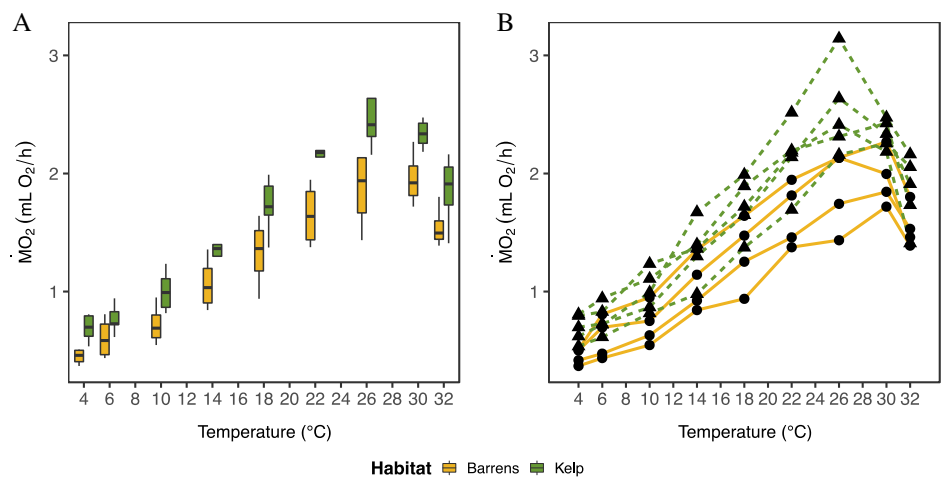 A
B
3
2
1
ṀO₂ (mL O₂/h)
4 6 8 10 12 14 16 18 20 22 24 26 28 30 32
Temperature (°C)
3
2
1
ṀO₂ (mL O₂/h)
4 6 8 10 12 14 16 18 20 22 24 26 28 30 32
Temperature (°C)
Habitat Barrens Kelp